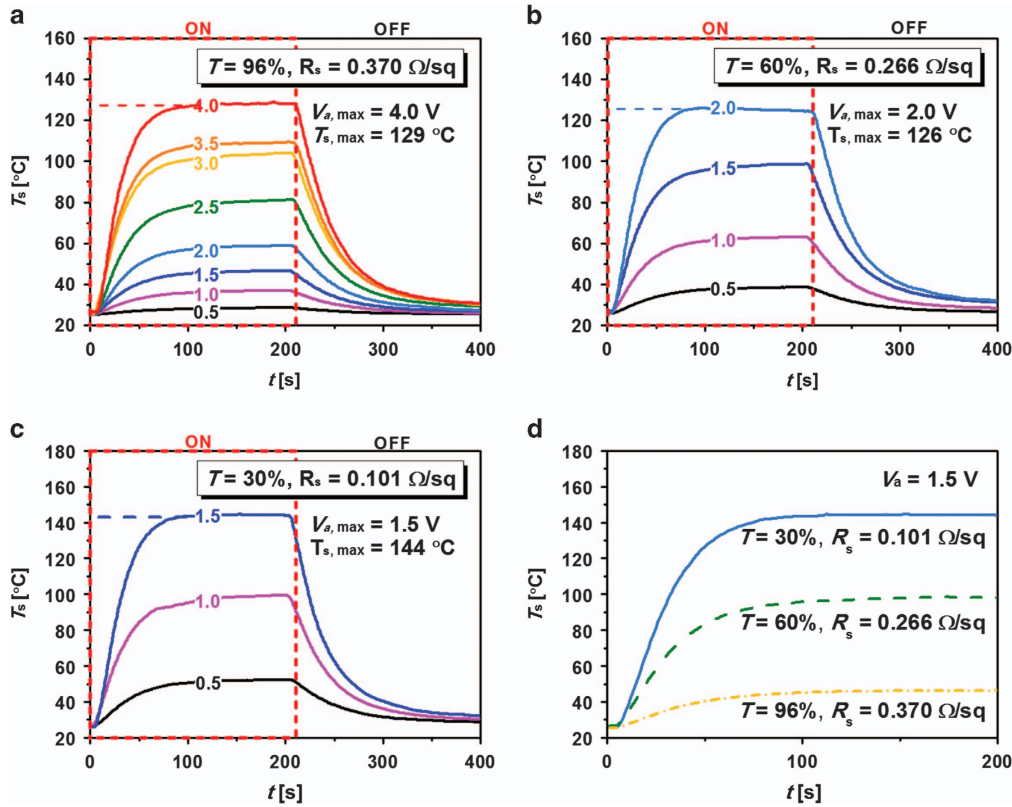 a
ON OFF
T = 96%, Rs = 0.370 Ω/sq
Va, max = 4.0 V
Ts, max = 129 °C
4.0
3.5
3.0
2.5
2.0
1.5
1.0
0.5
160
140
120
100
80
60
40
20
Ts [°C]
0 100 200 300 400
t [s]
b
ON OFF
T = 60%, Rs = 0.266 Ω/sq
Va, max = 2.0 V
Ts, max = 126 °C
2.0
1.5
1.0
0.5
160
140
120
100
80
60
40
20
Ts [°C]
0 100 200 300 400
t [s]
c
ON OFF
T = 30%, Rs = 0.101 Ω/sq
Va, max = 1.5 V
Ts, max = 144 °C
1.5
1.0
0.5
180
160
140
120
100
80
60
40
20
Ts [°C]
0 100 200 300 400
t [s]
d
Va = 1.5 V
T = 30%, Rs = 0.101 Ω/sq
T = 60%, Rs = 0.266 Ω/sq
T = 96%, Rs = 0.370 Ω/sq
180
160
140
120
100
80
60
40
20
Ts [°C]
0 50 100 150 200
t [s]